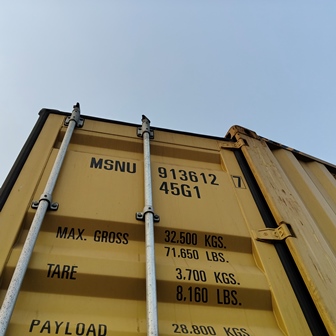 MSNU 913612 7
45G1
MAX. GROSS 32.500 KGS.
71.650 LBS.
TARE 3.700 KGS.
8,160 LBS.
PAYLOAD 28.800 KGS